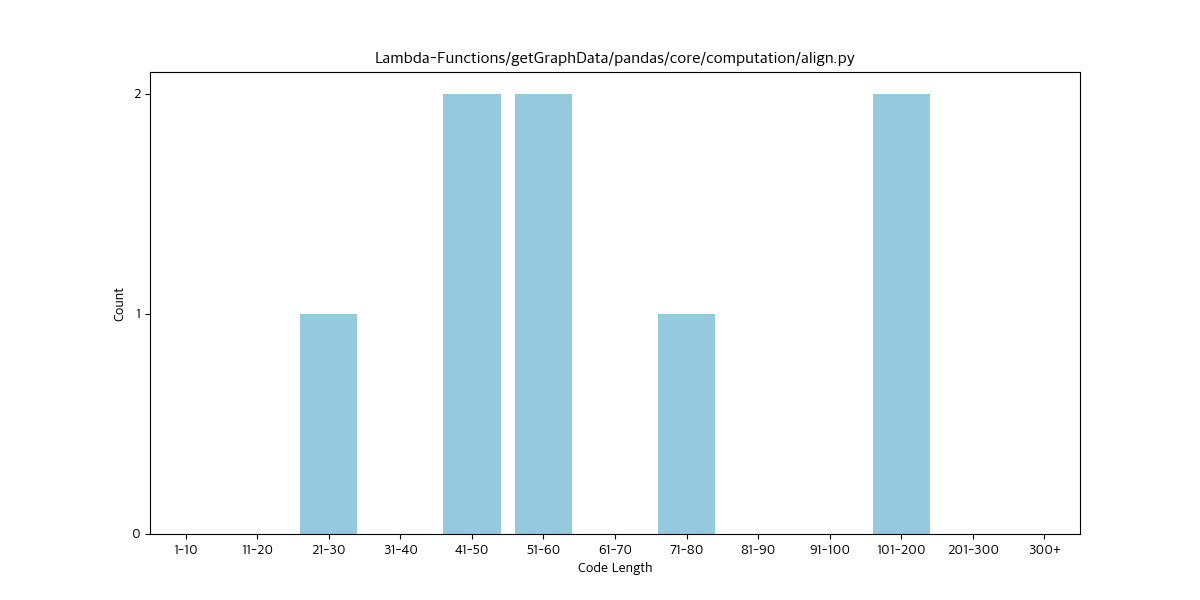 Lambda-Functions/getGraphData/pandas/core/computation/align.py
2
1
0
Count
1-10 11-20 21-30 31-40 41-50 51-60 61-70 71-80 81-90 91-100 101-200 201-300 300+
Code Length